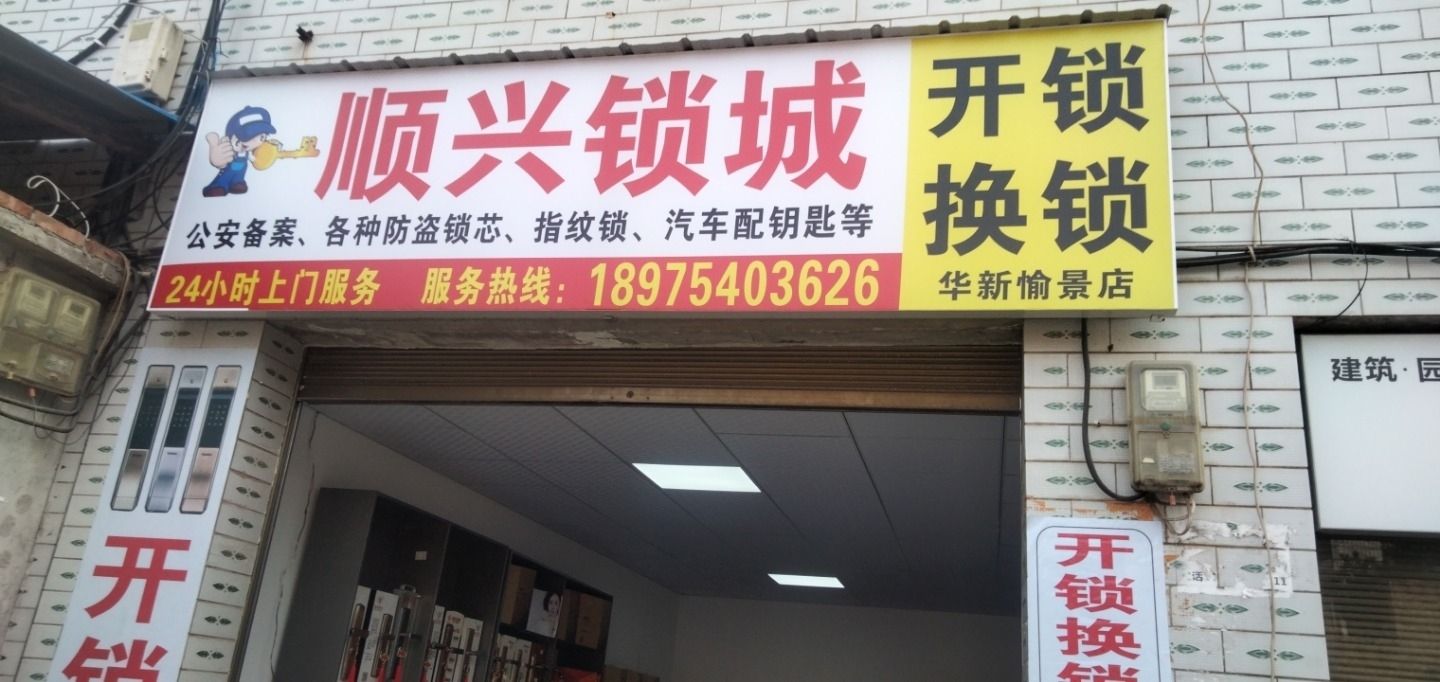 顺兴锁城
公安备案、各种防盗锁芯、指纹锁、汽车配钥匙等
24小时上门服务 服务热线：18975403626
开锁
换锁
华新愉景店
建筑·园
开锁
开锁换锁
话
11